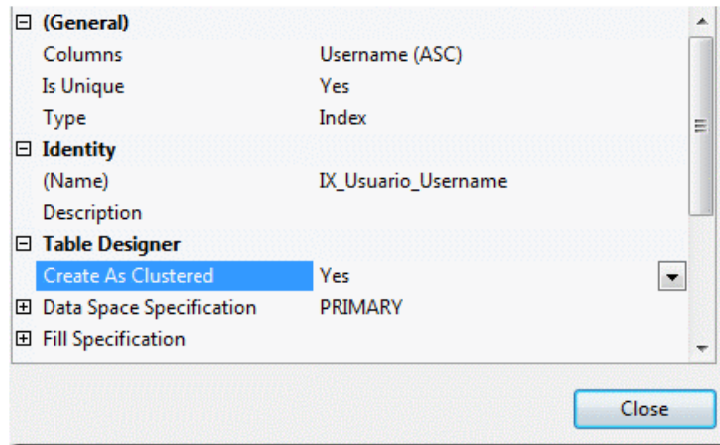 (General)
Columns Username (ASC)
Is Unique Yes
Type Index
Identity
(Name) IX_Usuario_Username
Description
Table Designer
Create As Clustered Yes
Data Space Specification PRIMARY
Fill Specification
Close